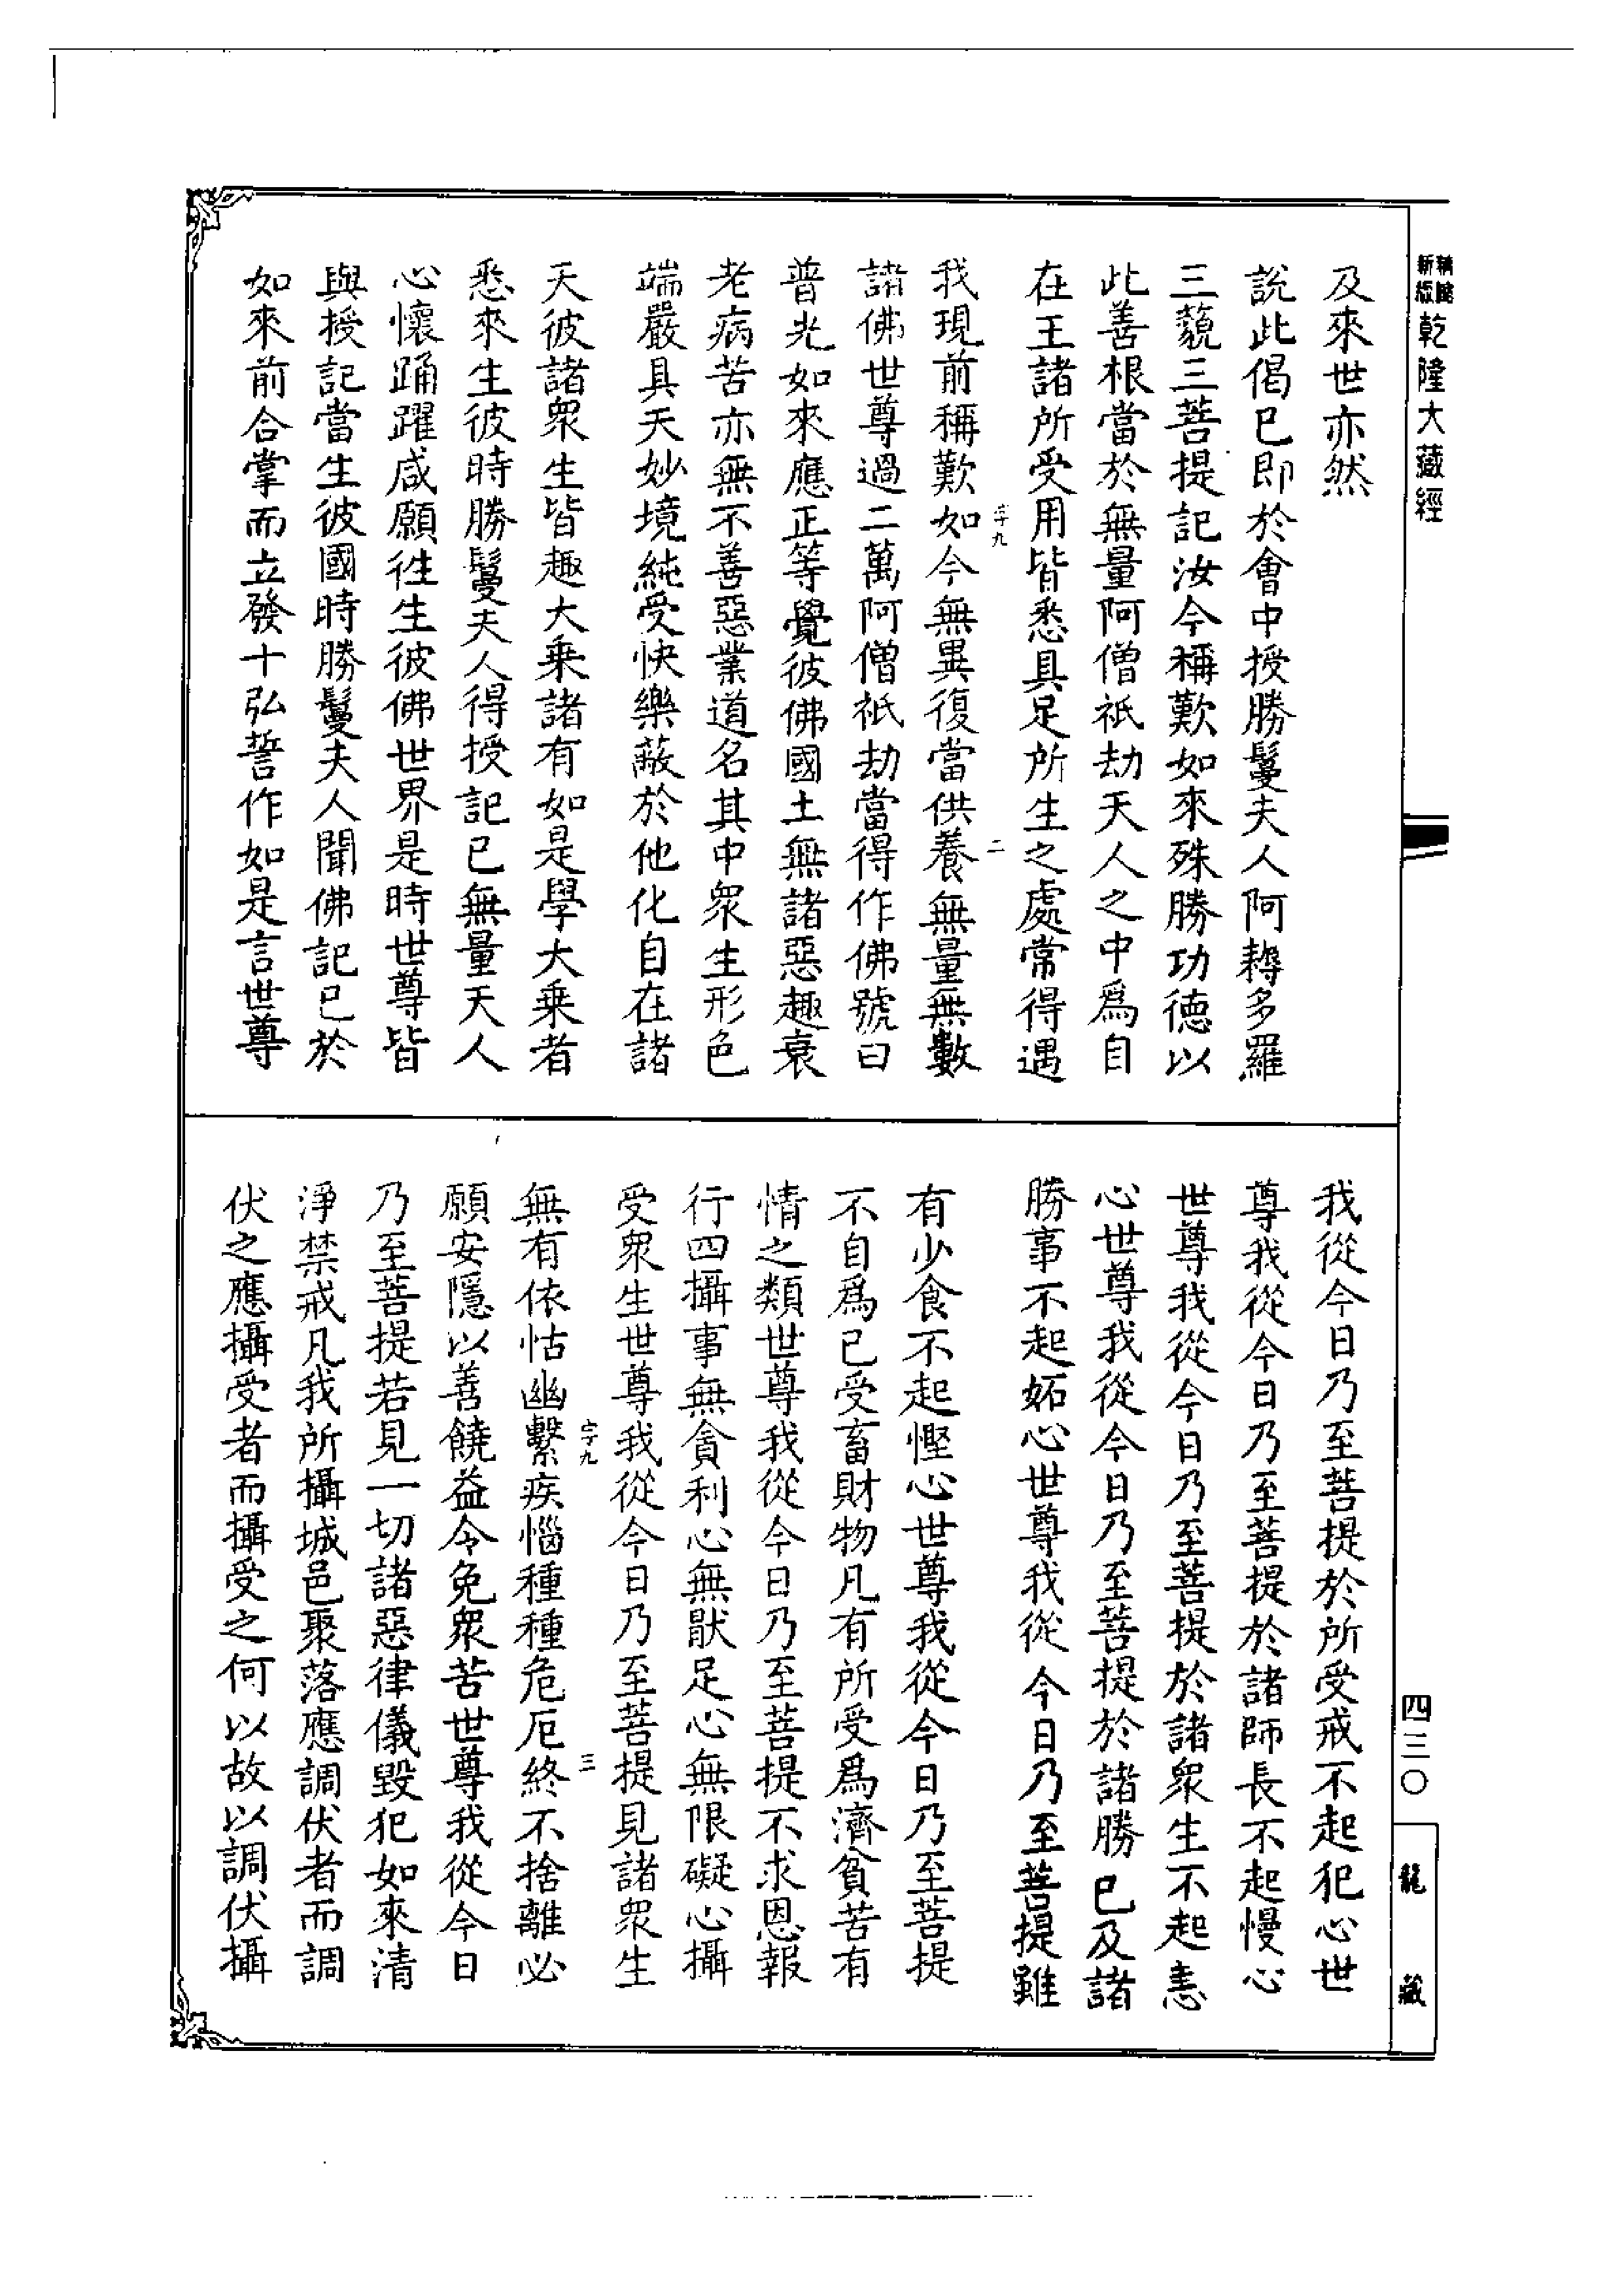 新版
乾隆大藏經
及來世亦然
說此偈已即於會中授勝鬘夫人阿耨多羅
三藐三菩提記汝今稱歎如來殊勝功德以
此善根當於無量阿僧祇劫天人之中為自
在王諸所受用皆悉具足所生之處常得遇
我現前稱歎如今無異復當供養無量無數
諸佛世尊過二萬阿僧祇劫當得作佛號曰
普光如來應正等覺彼佛國土無諸惡趣衰
老病苦亦無不善惡業道名其中眾生形色
端嚴具天妙境純受快樂蔽於他化自在諸
天彼諸眾生皆趣大乘諸有如是學大乘者
悉來生彼時勝鬘夫人得授記已無量天人
心懷踊躍咸願往生彼佛世界是時世尊皆
與授記當生彼國時勝鬘夫人聞佛記已於
如來前合掌而立發十弘誓作如是言世尊
我從今日乃至菩提於所受戒不起犯心世
尊我從今日乃至菩提於諸師長不起慢心
世尊我從今日乃至菩提於諸眾生不起恚
心世尊我從今日乃至菩提於諸勝已及諸
勝事不起妬心世尊我從今日乃至菩提雖
有少食不起慳心世尊我從今日乃至菩提
不自為已受畜財物凡有所受為濟貧苦有
情之類世尊我從今日乃至菩提不求恩報
行四攝事無貪利心無猒足心無限礙心攝
受眾生世尊我從今日乃至菩提見諸眾生
無有依怙幽繫疾惱種種危厄終不捨離必
願安隱以善饒益令免眾苦世尊我從今日
乃至菩提若見一切諸惡律儀毀犯如來清
淨禁戒凡我所攝城邑聚落應調伏者而調
伏之應攝受者而攝受之何以故以調伏攝
四三〇
龍藏